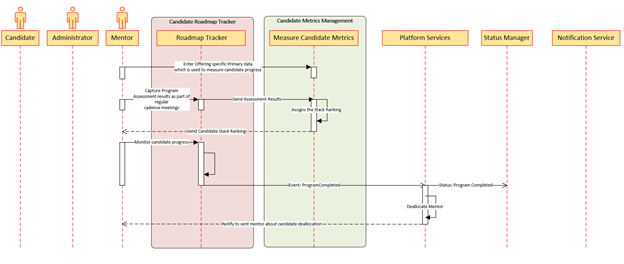 Candidate Roadmap Tracker
Candidate Metrics Management
Candidate
Administrator
Mentor
Roadmap Tracker
Measure Candidate Metrics
Platform Services
Status Manager
Notification Service
Enter Offering specific Primary data
which is used to measure candidate progress
Capture Program
Assessment results as part of
regular
cadence meetings
Send Assessment Results
Assigns the Stack Ranking
Send Candidate Stack Ranking
Monitor candidate progress
Event: ProgramCompleted
Status: Program Completed
Deallocate Mentor
Notify to sent mentor about candidate deallocation